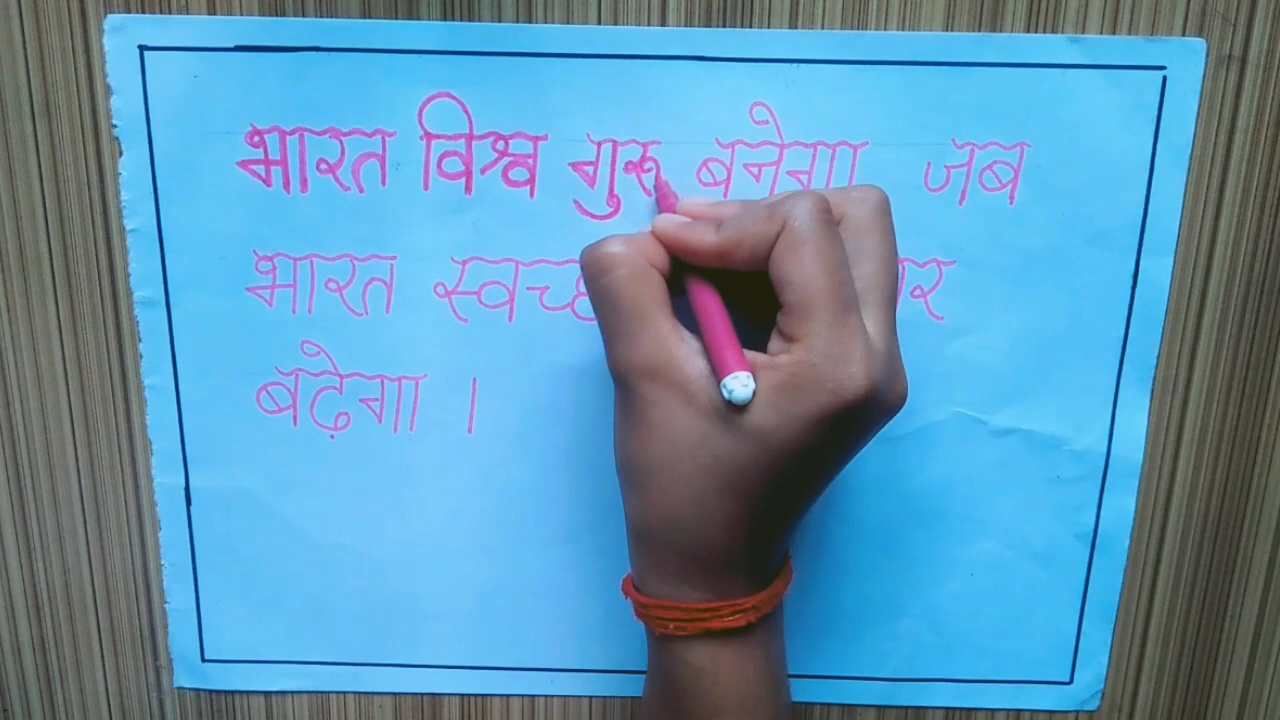 भारत विश्व गुरू बनेगा जब
भारत
बढ़ेगा ।